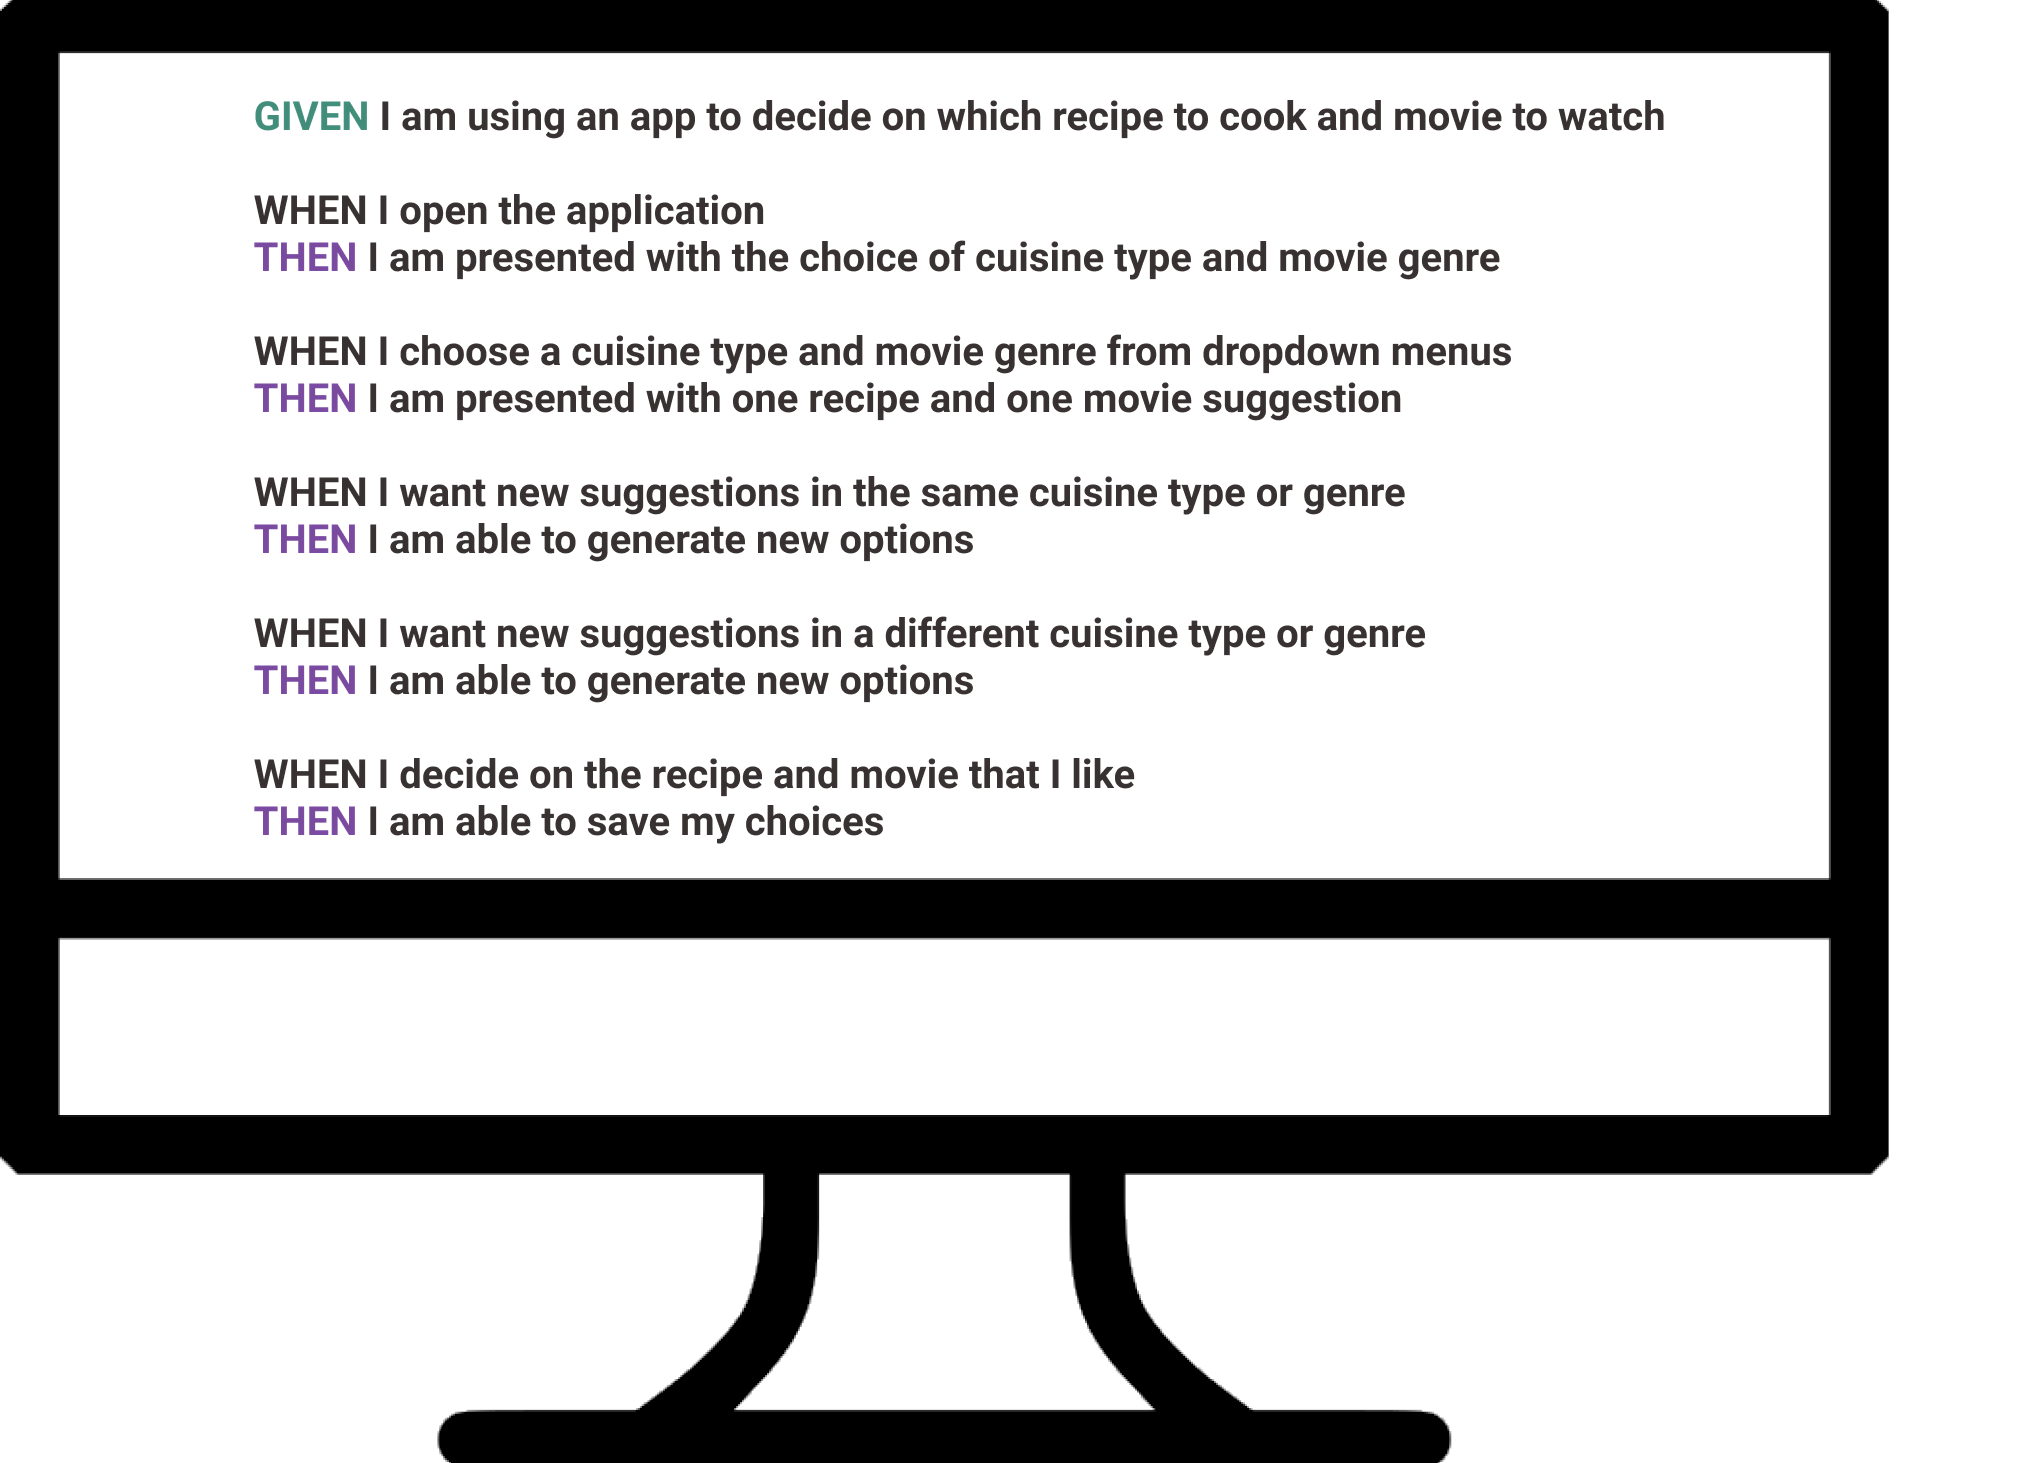 GIVEN I am using an app to decide on which recipe to cook and movie to watch
WHEN I open the application
THEN I am presented with the choice of cuisine type and movie genre
WHEN I choose a cuisine type and movie genre from dropdown menus
THEN I am presented with one recipe and one movie suggestion
WHEN I want new suggestions in the same cuisine type or genre
THEN I am able to generate new options
WHEN I want new suggestions in a different cuisine type or genre
THEN I am able to generate new options
WHEN I decide on the recipe and movie that I like
THEN I am able to save my choices